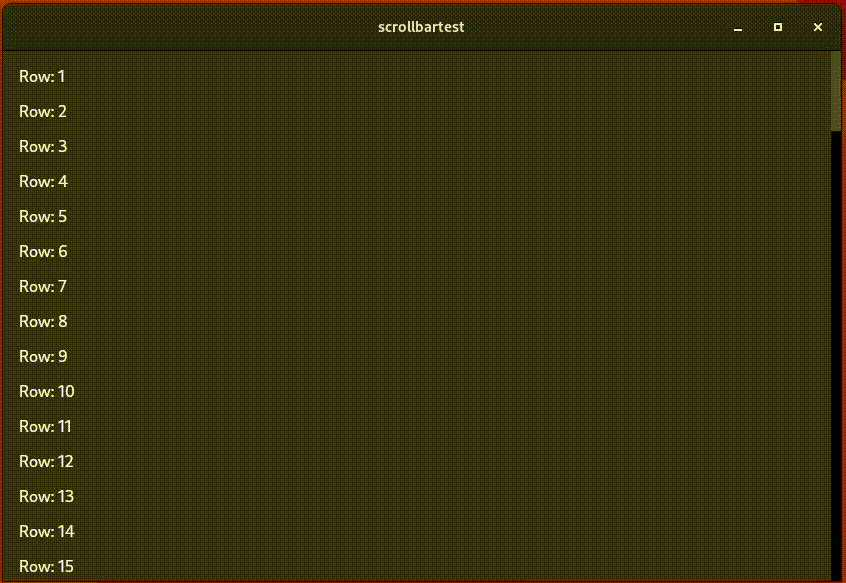 scrollbartest
Row: 1
Row: 2
Row: 3
Row: 4
Row: 5
Row: 6
Row: 7
Row: 8
Row: 9
Row: 10
Row: 11
Row: 12
Row: 13
Row: 14
Row: 15